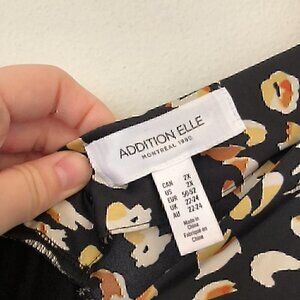 ADDITION ELLE
MONTREAL 1980.
CAN 2X
US 2X
EUR 50-52
UK 22-24
AU 22-24
Made in
China
Fabriqué en
Chine